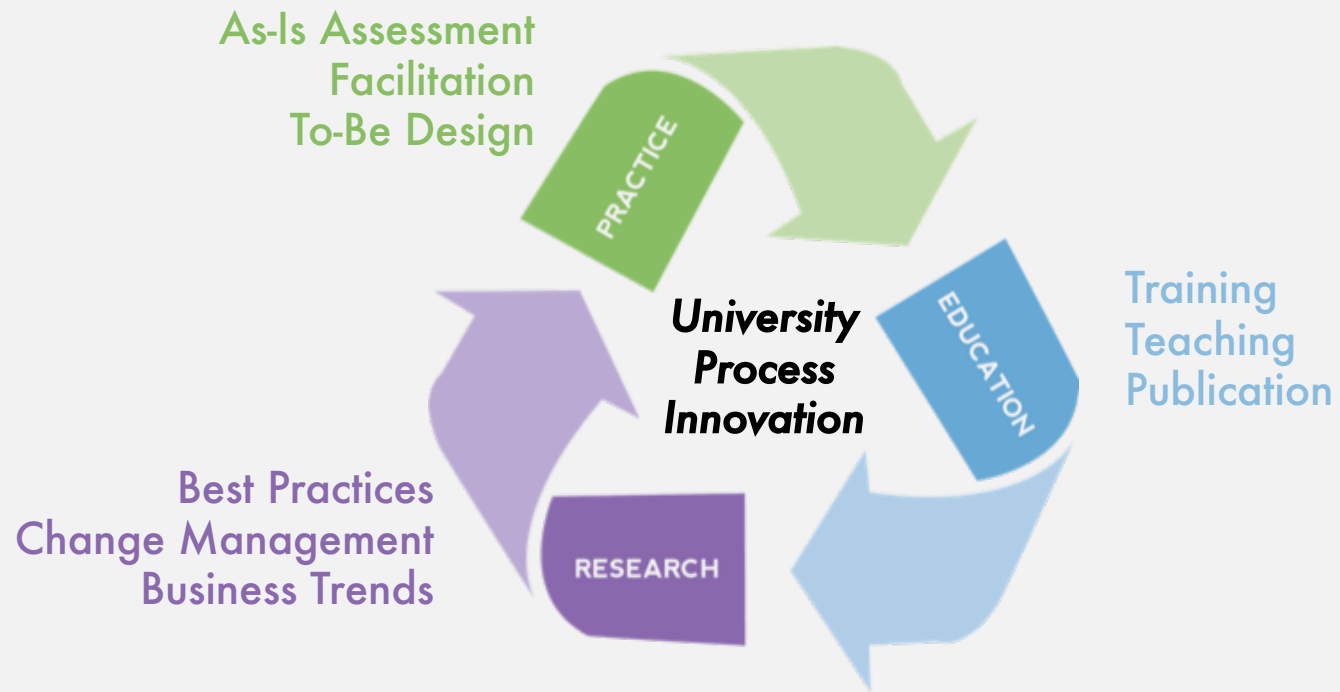 As-Is Assessment
Facilitation
To-Be Design
PRACTICE
EDUCATION
Training
Teaching
Publication
University
Process
Innovation
Best Practices
Change Management
Business Trends
RESEARCH